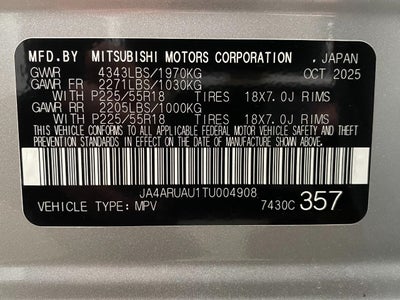 MFD.BY MITSUBISHI MOTORS CORPORATION , JAPAN
GWWR 4343LBS/1970KG OCT 2025
GAWR FR 2271LBS/1030KG
WITH P225/55R18 TIRES 18X7.0J RIMS
GAWR RR 2205LBS/1000KG
WITH P225/55R18 TIRES 18X7.0J RIMS
THIS VEHICLE CONFORMS TO ALL APPLICABLE FEDERAL MOTOR VEHICLE SAFETY AND THEFT
PREVENTION STANDARDS IN EFFECT ON THE DATE OF MANUFACTURE SHOWN ABOVE.
JA4ARUAU1TU004908
VEHICLE TYPE: MPV 7430C 357